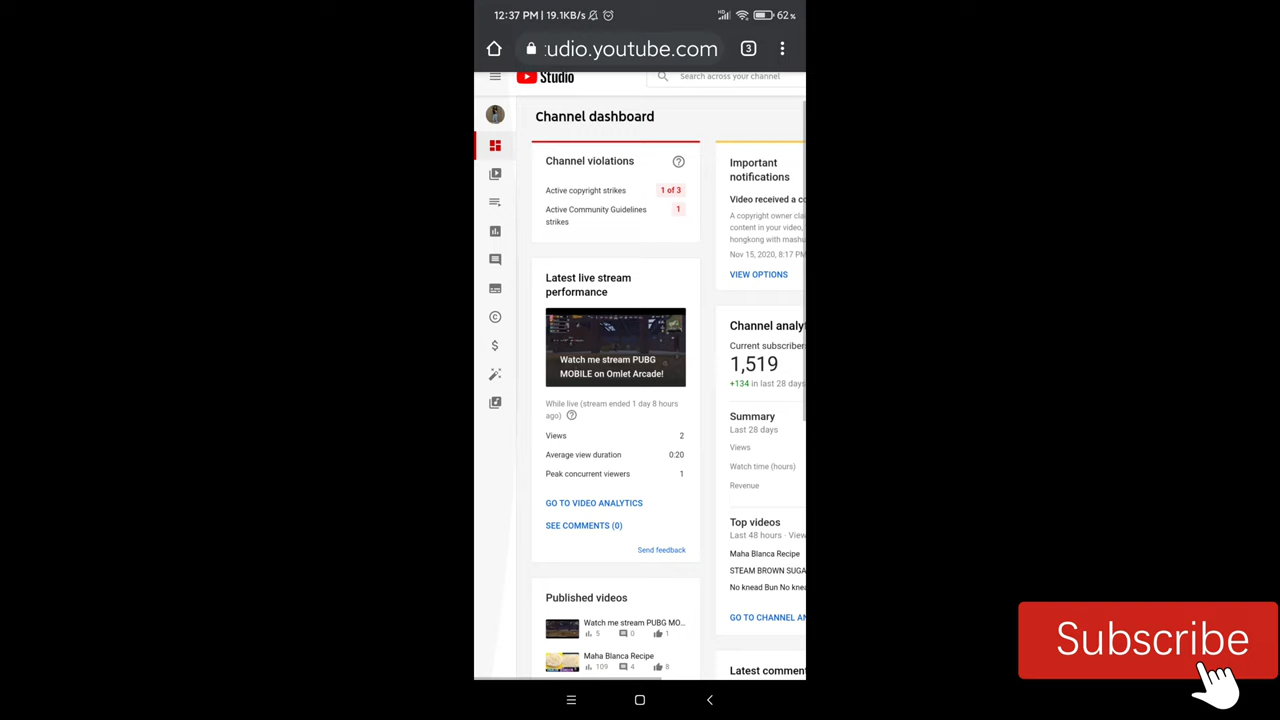 12:37 PM | 19.1KB/s
62%
:udio.youtube.com
3
Studio
Search across your channel
Channel dashboard
Channel violations
Active copyright strikes
1 of 3
Active Community Guidelines
strikes
1
Latest live stream
performance
Watch me stream PUBG
MOBILE on Omlet Arcade!
While live (stream ended 1 day 8 hours
ago)
Views
2
Average view duration
0:20
Peak concurrent viewers
1
GO TO VIDEO ANALYTICS
SEE COMMENTS (0)
Send feedback
Published videos
Watch me stream PUBG MO...
5
0
1
Maha Blanca Recipe
109
4
8
Important
notifications
Video received a co
A copyright owner clai
content in your video,
hongkong with mashu
Nov 15, 2020, 8:17 PM
VIEW OPTIONS
Channel analyt
Current subscribers
1,519
+134 in last 28 days
Summary
Last 28 days
Views
Watch time (hours)
Revenue
Top videos
Last 48 hours · View
Maha Blanca Recipe
STEAM BROWN SUGA
No knead Bun No knea
GO TO CHANNEL AN
Latest comment
Subscribe